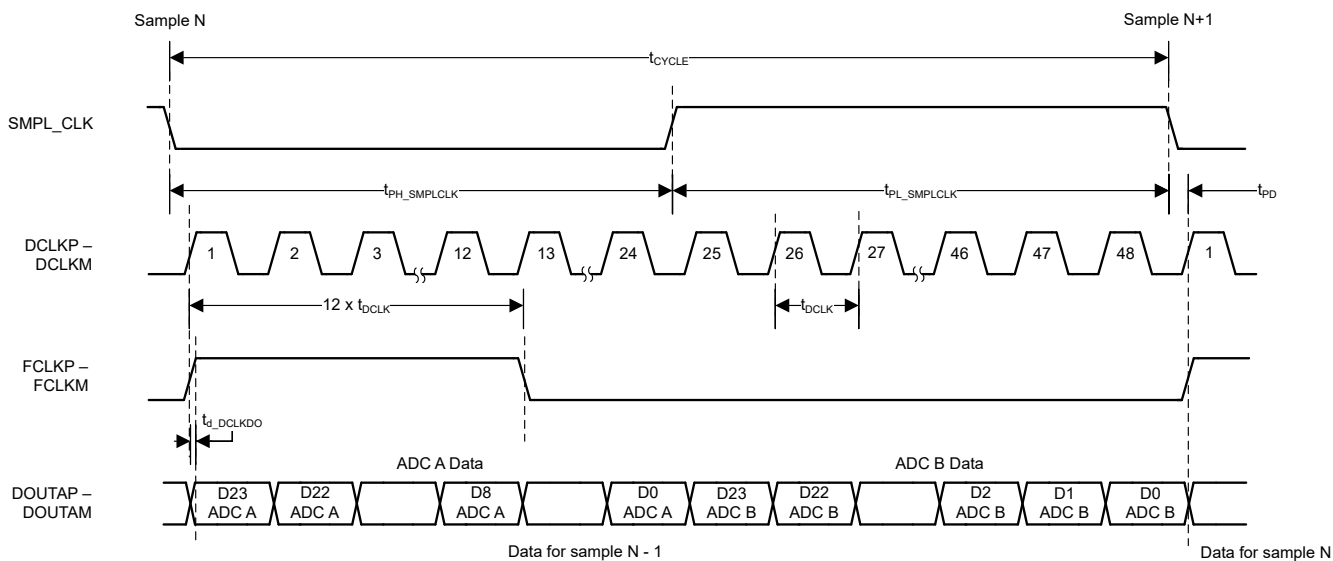 Sample N
Sample N+1
tCYCLE
SMPL_CLK
tPH_SMPLCLK
tPL_SMPLCLK
tPD
DCLKP –
DCLKM
1
2
3
12
13
24
25
26
27
46
47
48
1
12 x tDCLK
tDCLK
FCLKP –
FCLKM
td_DCLKDO
ADC A Data
ADC B Data
DOUTAP –
DOUTAM
D23
ADC A
D22
ADC A
D8
ADC A
D0
ADC A
D23
ADC B
D22
ADC B
D2
ADC B
D1
ADC B
D0
ADC B
Data for sample N - 1
Data for sample N